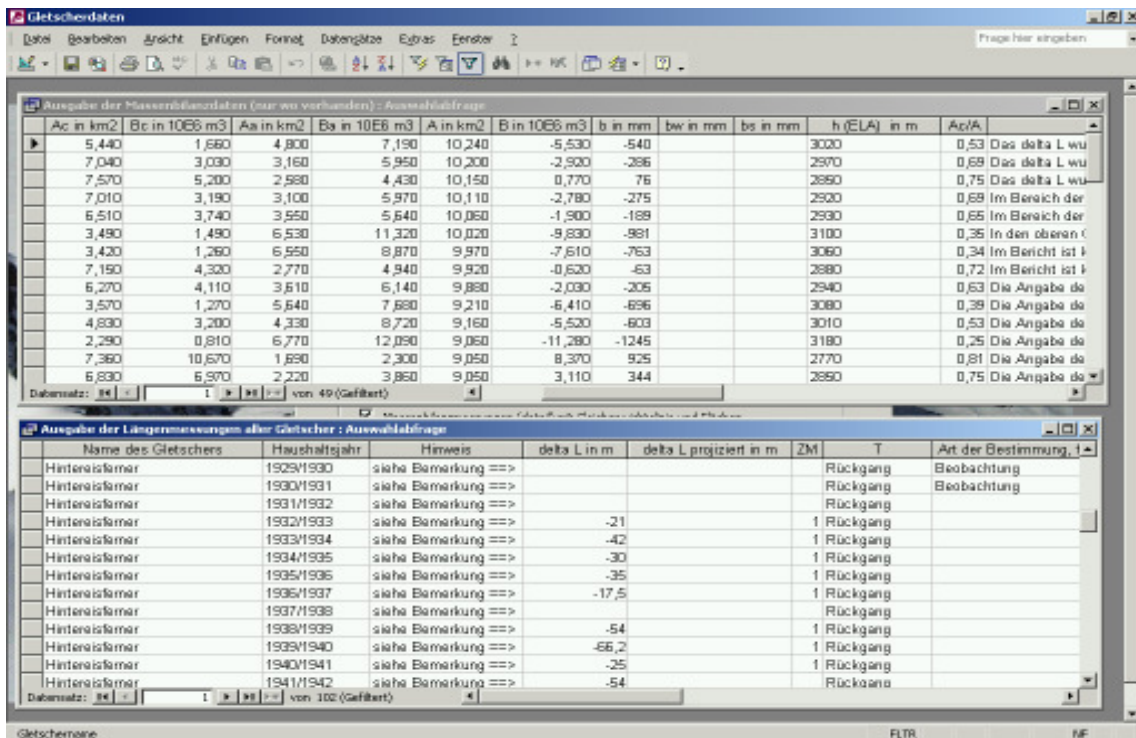 Gletscherdaten
Datei Bearbeiten Ansicht Einfügen Format Datensätze Extras Fenster ?
Frage hier eingeben
Ausgabe der Massenbilanzdaten (nur wo vorhanden) : Auswahlabfrage
Ac in km2 Bc in 10E6 m3 Aa in km2 Ba in 10E6 m3 A in km2 B in 10E6 m3 b in mm bw in mm bs in mm h (ELA) in m Ac/A
5,440 1,660 4,800 7,190 10,240 -5,530 -540 3020 0,53 Das delta L wu
7,040 3,030 3,160 5,950 10,200 -2,920 -286 2970 0,69 Das delta L wu
7,570 5,200 2,580 4,430 10,150 0,770 76 2850 0,75 Das delta L wu
7,010 3,190 3,100 5,970 10,110 -2,780 -275 2920 0,69 Im Bereich der
6,510 3,740 3,550 5,640 10,060 -1,900 -189 2930 0,65 Im Bereich der
3,490 1,490 6,530 11,320 10,020 -9,830 -981 3100 0,35 In den oberen
3,420 1,260 6,550 8,870 9,970 -7,610 -763 3060 0,34 Im Bericht ist
7,150 4,320 2,770 4,940 9,920 -0,620 -63 2880 0,72 Im Bericht ist
6,270 4,110 3,610 6,140 9,880 -2,030 -205 2940 0,63 Die Angabe de
3,570 1,270 5,640 7,680 9,210 -6,410 -696 3080 0,39 Die Angabe de
4,830 3,200 4,330 8,720 9,160 -5,520 -603 3010 0,53 Die Angabe de
2,290 0,810 6,770 12,090 9,060 -11,280 -1245 3180 0,25 Die Angabe de
7,360 10,670 1,690 2,300 9,050 8,370 925 2770 0,81 Die Angabe de
6,830 6,970 2,220 3,860 9,050 3,110 344 2850 0,75 Die Angabe de
Datensatz: 1 von 49 (Gefiltert)
Ausgabe der Längenmessungen aller Gletscher : Auswahlabfrage
Name des Gletschers Haushaltsjahr Hinweis delta L in m delta L projiziert in m ZM T Art der Bestimmung,
Hintereisferner 1929/1930 siehe Bemerkung ==> Rückgang Beobachtung
Hintereisferner 1930/1931 siehe Bemerkung ==> Rückgang Beobachtung
Hintereisferner 1931/1932 siehe Bemerkung ==> Rückgang
Hintereisferner 1932/1933 siehe Bemerkung ==> -21 1 Rückgang
Hintereisferner 1933/1934 siehe Bemerkung ==> -42 1 Rückgang
Hintereisferner 1934/1935 siehe Bemerkung ==> -30 1 Rückgang
Hintereisferner 1935/1936 siehe Bemerkung ==> -35 1 Rückgang
Hintereisferner 1936/1937 siehe Bemerkung ==> -17,5 1 Rückgang
Hintereisferner 1937/1938 siehe Bemerkung ==> Rückgang
Hintereisferner 1938/1939 siehe Bemerkung ==> -54 1 Rückgang
Hintereisferner 1939/1940 siehe Bemerkung ==> -66,2 1 Rückgang
Hintereisferner 1940/1941 siehe Bemerkung ==> -25 1 Rückgang
Hintereisferner 1941/1942 siehe Bemerkung ==> -54 Rückgang
Datensatz: 1 von 102 (Gefiltert)
Gletschername FLTR NF